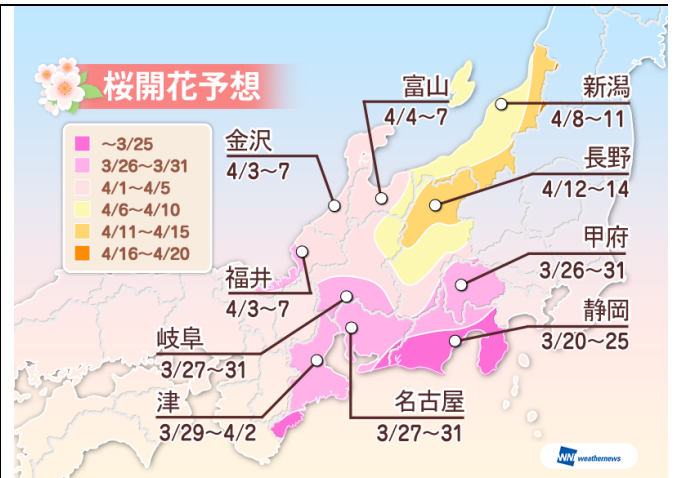 桜開花予想
～3/25
3/26～3/31
4/1～4/5
4/6～4/10
4/11～4/15
4/16～4/20
富山
4/4～7
新潟
4/8～11
金沢
4/3～7
長野
4/12～14
甲府
3/26～31
福井
4/3～7
静岡
3/20～25
岐阜
3/27～31
津
3/29～4/2
名古屋
3/27～31
WN weathernews